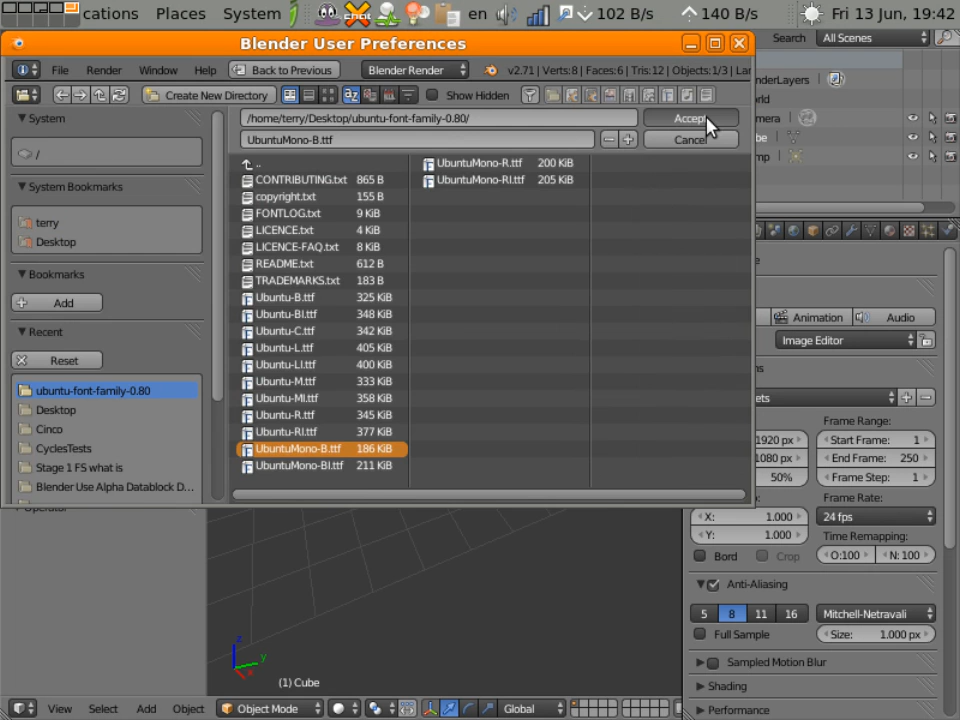 cations Places System en 102 B/s 140 B/s Fri 13 Jun, 19:42
Blender User Preferences
Search All Scenes
File Render Window Help Back to Previous Blender Render v2.71 | Verts:8 | Faces:6 | Tris:12 | Objects:1/3 | Lar
nderLayers
Create New Directory Show Hidden
rld
System
/home/terry/Desktop/ubuntu-font-family-0.80/ Accept
mera
UbuntuMono-B.ttf Cancel
be
/
mp
System Bookmarks
terry
Desktop
Bookmarks
Add
Recent
Reset
ubuntu-font-family-0.80
Desktop
Cinco
CyclesTests
Stage 1 FS what is
Blender Use Alpha Datablock D...
..
CONTRIBUTING.txt 865 B
copyright.txt 155 B
FONTLOG.txt 9 KiB
LICENCE.txt 4 KiB
LICENCE-FAQ.txt 8 KiB
README.txt 612 B
TRADEMARKS.txt 183 B
Ubuntu-B.ttf 325 KiB
Ubuntu-BI.ttf 348 KiB
Ubuntu-C.ttf 342 KiB
Ubuntu-L.ttf 405 KiB
Ubuntu-LI.ttf 400 KiB
Ubuntu-M.ttf 333 KiB
Ubuntu-MI.ttf 358 KiB
Ubuntu-R.ttf 345 KiB
Ubuntu-RI.ttf 377 KiB
UbuntuMono-B.ttf 186 KiB
UbuntuMono-BI.ttf 211 KiB
UbuntuMono-R.ttf 200 KiB
UbuntuMono-RI.ttf 205 KiB
Animation Audio
Image Editor
ets
Frame Range:
1920 px Start Frame: 1
1080 px End Frame: 250
50% Frame Step: 1
Frame Rate:
X: 1.000 24 fps
Y: 1.000 Time Remapping:
Bord Crop O:100 N: 100
Anti-Aliasing
5 8 11 16 Mitchell-Netravali
Full Sample Size: 1.000 px
Sampled Motion Blur
Shading
Performance
z
y
x
(1) Cube
View Select Add Object Object Mode Global